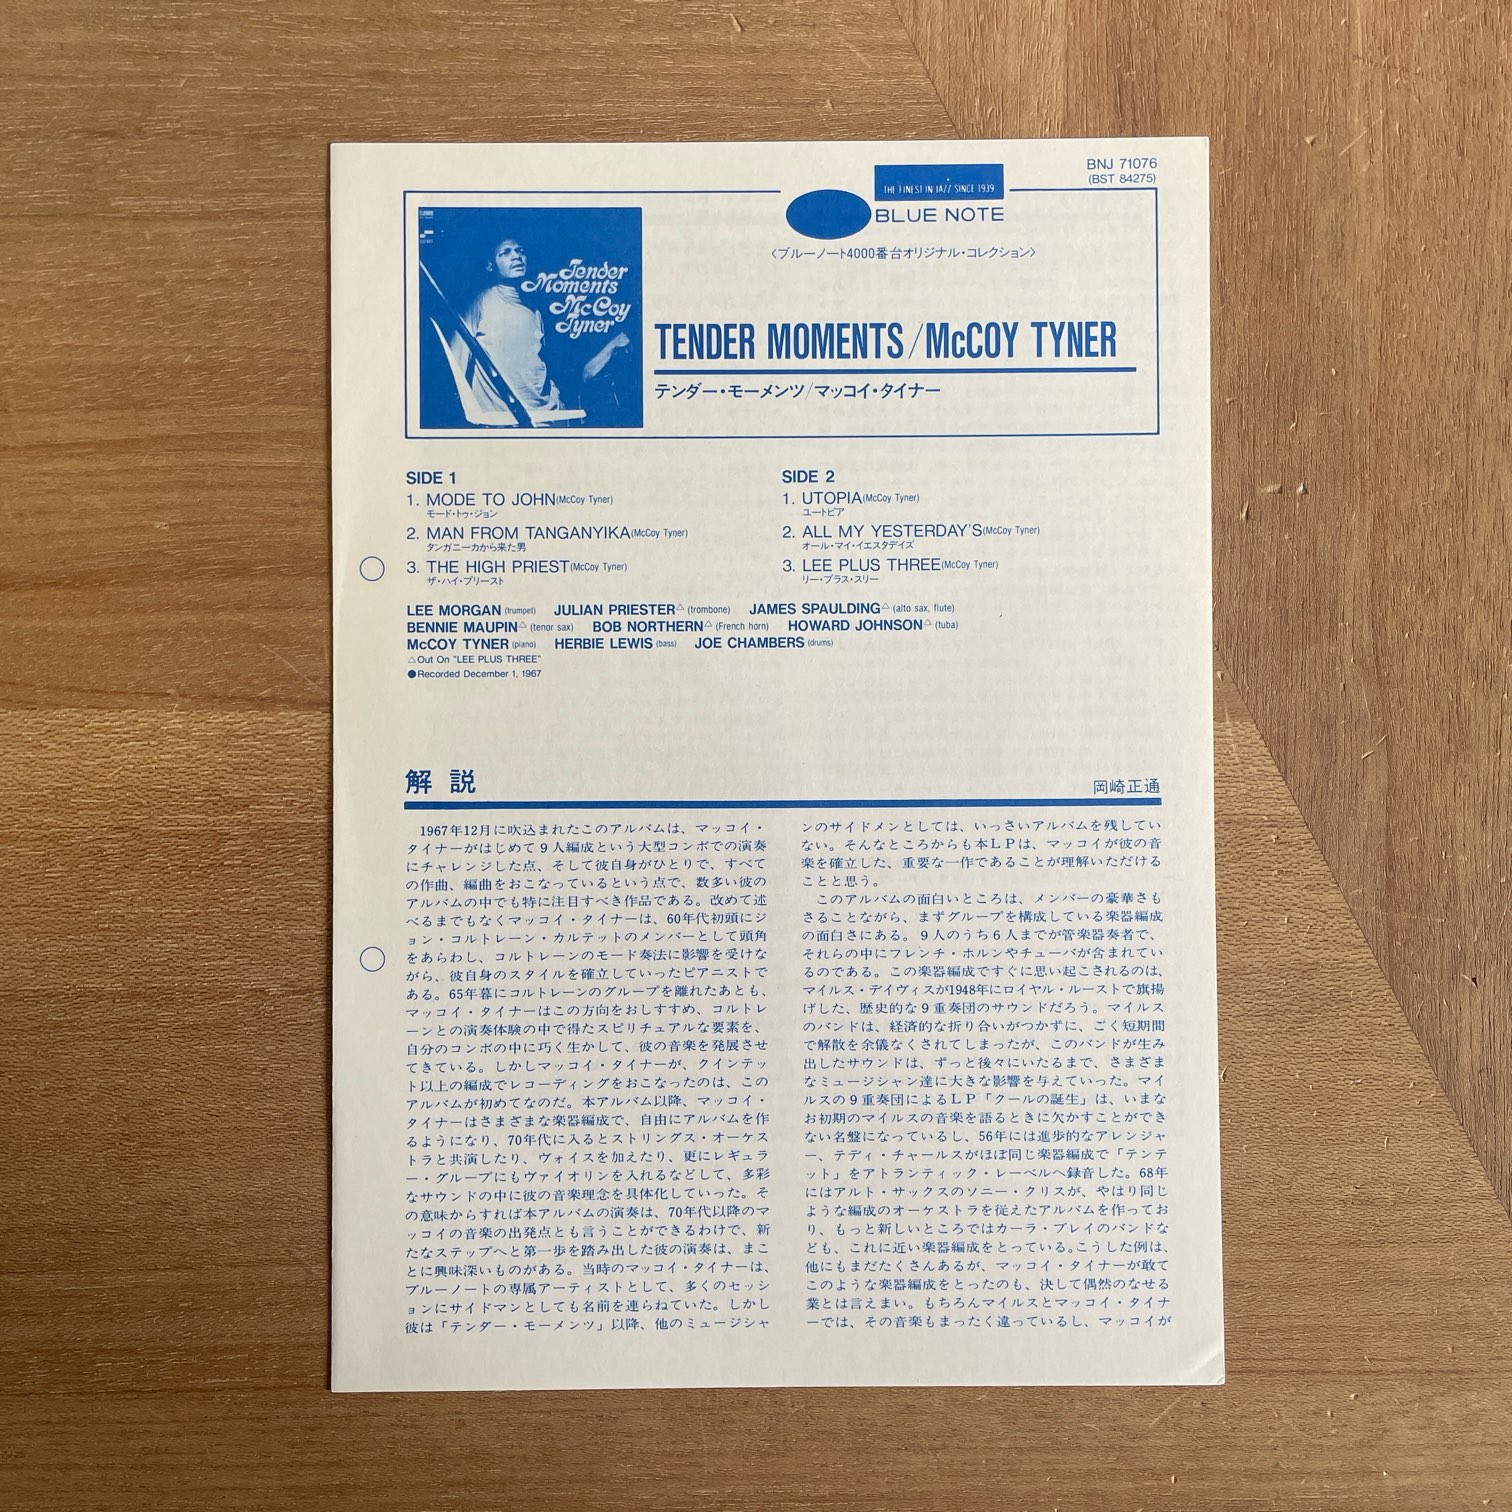 BNJ 71076
(BST 84275)
THE FINEST IN JAZZ SINCE 1939
BLUE NOTE
〈ブルーノート4000番台オリジナル・コレクション〉
Tender
Moments
McCoy
Tyner
TENDER MOMENTS/McCOY TYNER
テンダー・モーメンツ/マッコイ・タイナー
SIDE 1
1. MODE TO JOHN(McCoy Tyner)
モード・トゥ・ジョン
2. MAN FROM TANGANYIKA(McCoy Tyner)
タンガニーカから来た男
3. THE HIGH PRIEST(McCoy Tyner)
ザ・ハイ・プリースト
SIDE 2
1. UTOPIA(McCoy Tyner)
ユートピア
2. ALL MY YESTERDAY'S(McCoy Tyner)
オール・マイ・イエスタデイズ
3. LEE PLUS THREE(McCoy Tyner)
リー・プラス・スリー
LEE MORGAN (trumpet) JULIAN PRIESTER△ (trombone) JAMES SPAULDING△ (alto sax, flute)
BENNIE MAUPIN△ (tenor sax) BOB NORTHERN△ (French horn) HOWARD JOHNSON△ (tuba)
McCOY TYNER (piano) HERBIE LEWIS (bass) JOE CHAMBERS (drums)
△Out On "LEE PLUS THREE"
●Recorded December 1, 1967
解説
岡崎正通
1967年12月に吹込まれたこのアルバムは、マッコイ・
タイナーがはじめて9人編成という大型コンボでの演奏
にチャレンジした点、そして彼自身がひとりで、すべて
の作曲、編曲をおこなっているという点で、数多い彼の
アルバムの中でも特に注目すべき作品である。改めて述
べるまでもなくマッコイ・タイナーは、60年代初頭にジ
ョン・コルトレーン・カルテットのメンバーとして頭角
をあらわし、コルトレーンのモード奏法に影響を受けな
がら、彼自身のスタイルを確立していったピアニストで
ある。65年暮にコルトレーンのグループを離れたあとも、
マッコイ・タイナーはこの方向をおしすすめ、コルトレ
ーンとの演奏体験の中で得たスピリチュアルな要素を、
自分のコンボの中に巧く生かして、彼の音楽を発展させ
てきている。しかしマッコイ・タイナーが、クインテッ
ト以上の編成でレコーディングをおこなったのは、この
アルバムが初めてなのだ。本アルバム以降、マッコイ・
タイナーはさまざまな楽器編成で、自由にアルバムを作
るようになり、70年代に入るとストリングス・オーケス
トラと共演したり、ヴォイスを加えたり、更にレギュラ
ー・グループにもヴァイオリンを入れるなどして、多彩
なサウンドの中に彼の音楽理念を具体化していった。そ
の意味からすれば本アルバムの演奏は、70年代以降のマ
ッコイの音楽の出発点とも言うことができるわけで、新
たなステップへと第一歩を踏み出した彼の演奏は、まこ
とに興味深いものがある。当時のマッコイ・タイナーは、
ブルーノートの専属アーティストとして、多くのセッシ
ョンにサイドマンとしても名前を連らねていた。しかし
彼は「テンダー・モーメンツ」以降、他のミュージシャ
ンのサイドメンとしては、いっさいアルバムを残してい
ない。そんなところからも本LPは、マッコイが彼の音
楽を確立した、重要な一作であることが理解いただける
ことと思う。
このアルバムの面白いところは、メンバーの豪華さも
さることながら、まずグループを構成している楽器編成
の面白さにある。9人のうち6人までが管楽器奏者で、
それらの中にフレンチ・ホルンやチューバが含まれてい
るのである。この楽器編成ですぐに思い起こされるのは、
マイルス・デイヴィスが1948年にロイヤル・ルーストで旗揚
げした、歴史的な9重奏団のサウンドだろう。マイルス
のバンドは、経済的な折り合いがつかずに、ごく短期間
で解散を余儀なくされてしまったが、このバンドが生み
出したサウンドは、ずっと後々にいたるまで、さまざま
なミュージシャン達に大きな影響を与えていった。マイ
ルスの9重奏団によるLP「クールの誕生」は、いまな
お初期のマイルスの音楽を語るときに欠かすことができ
ない名盤になっているし、56年には進歩的なアレンジャ
ー、テディ・チャールスがほぼ同じ楽器編成で「テンテ
ット」をアトランティック・レーベルへ録音した。68年
にはアルト・サックスのソニー・クリスが、やはり同じ
ような編成のオーケストラを従えたアルバムを作ってお
り、もっと新しいところではカーラ・ブレイのバンドな
ども、これに近い楽器編成をとっている。こうした例は、
他にもまだたくさんあるが、マッコイ・タイナーが敢て
このような楽器編成をとったのも、決して偶然のなせる
業とは言えまい。もちろんマイルスとマッコイ・タイナ
ーでは、その音楽もまったく違っているし、マッコイが